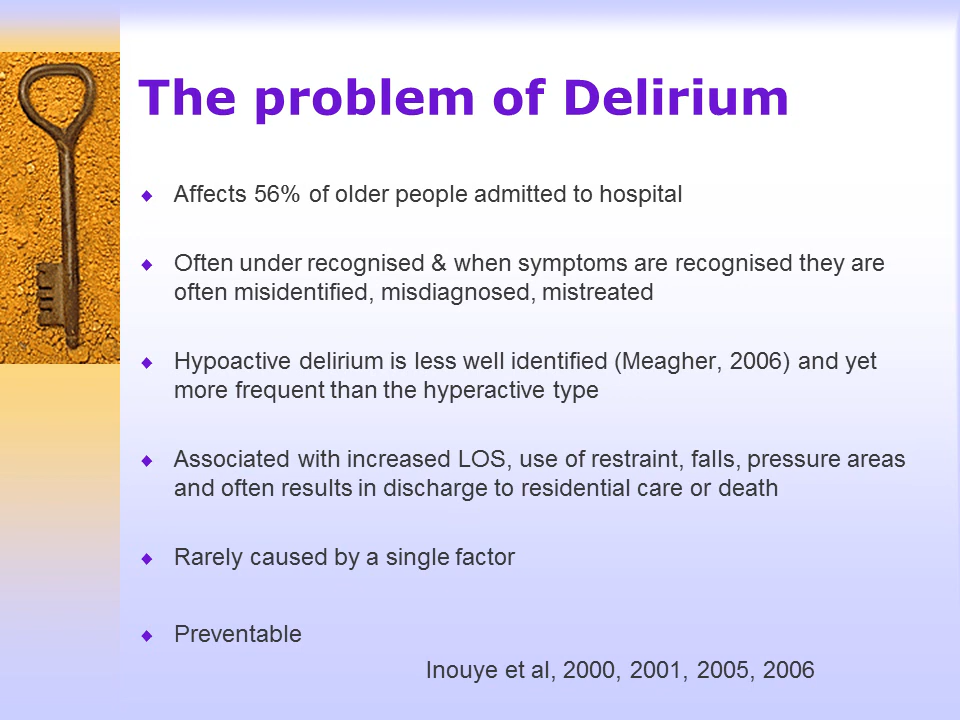 The problem of Delirium
Affects 56% of older people admitted to hospital
Often under recognised & when symptoms are recognised they are
often misidentified, misdiagnosed, mistreated
Hypoactive delirium is less well identified (Meagher, 2006) and yet
more frequent than the hyperactive type
Associated with increased LOS, use of restraint, falls, pressure areas
and often results in discharge to residential care or death
Rarely caused by a single factor
Preventable
Inouye et al, 2000, 2001, 2005, 2006